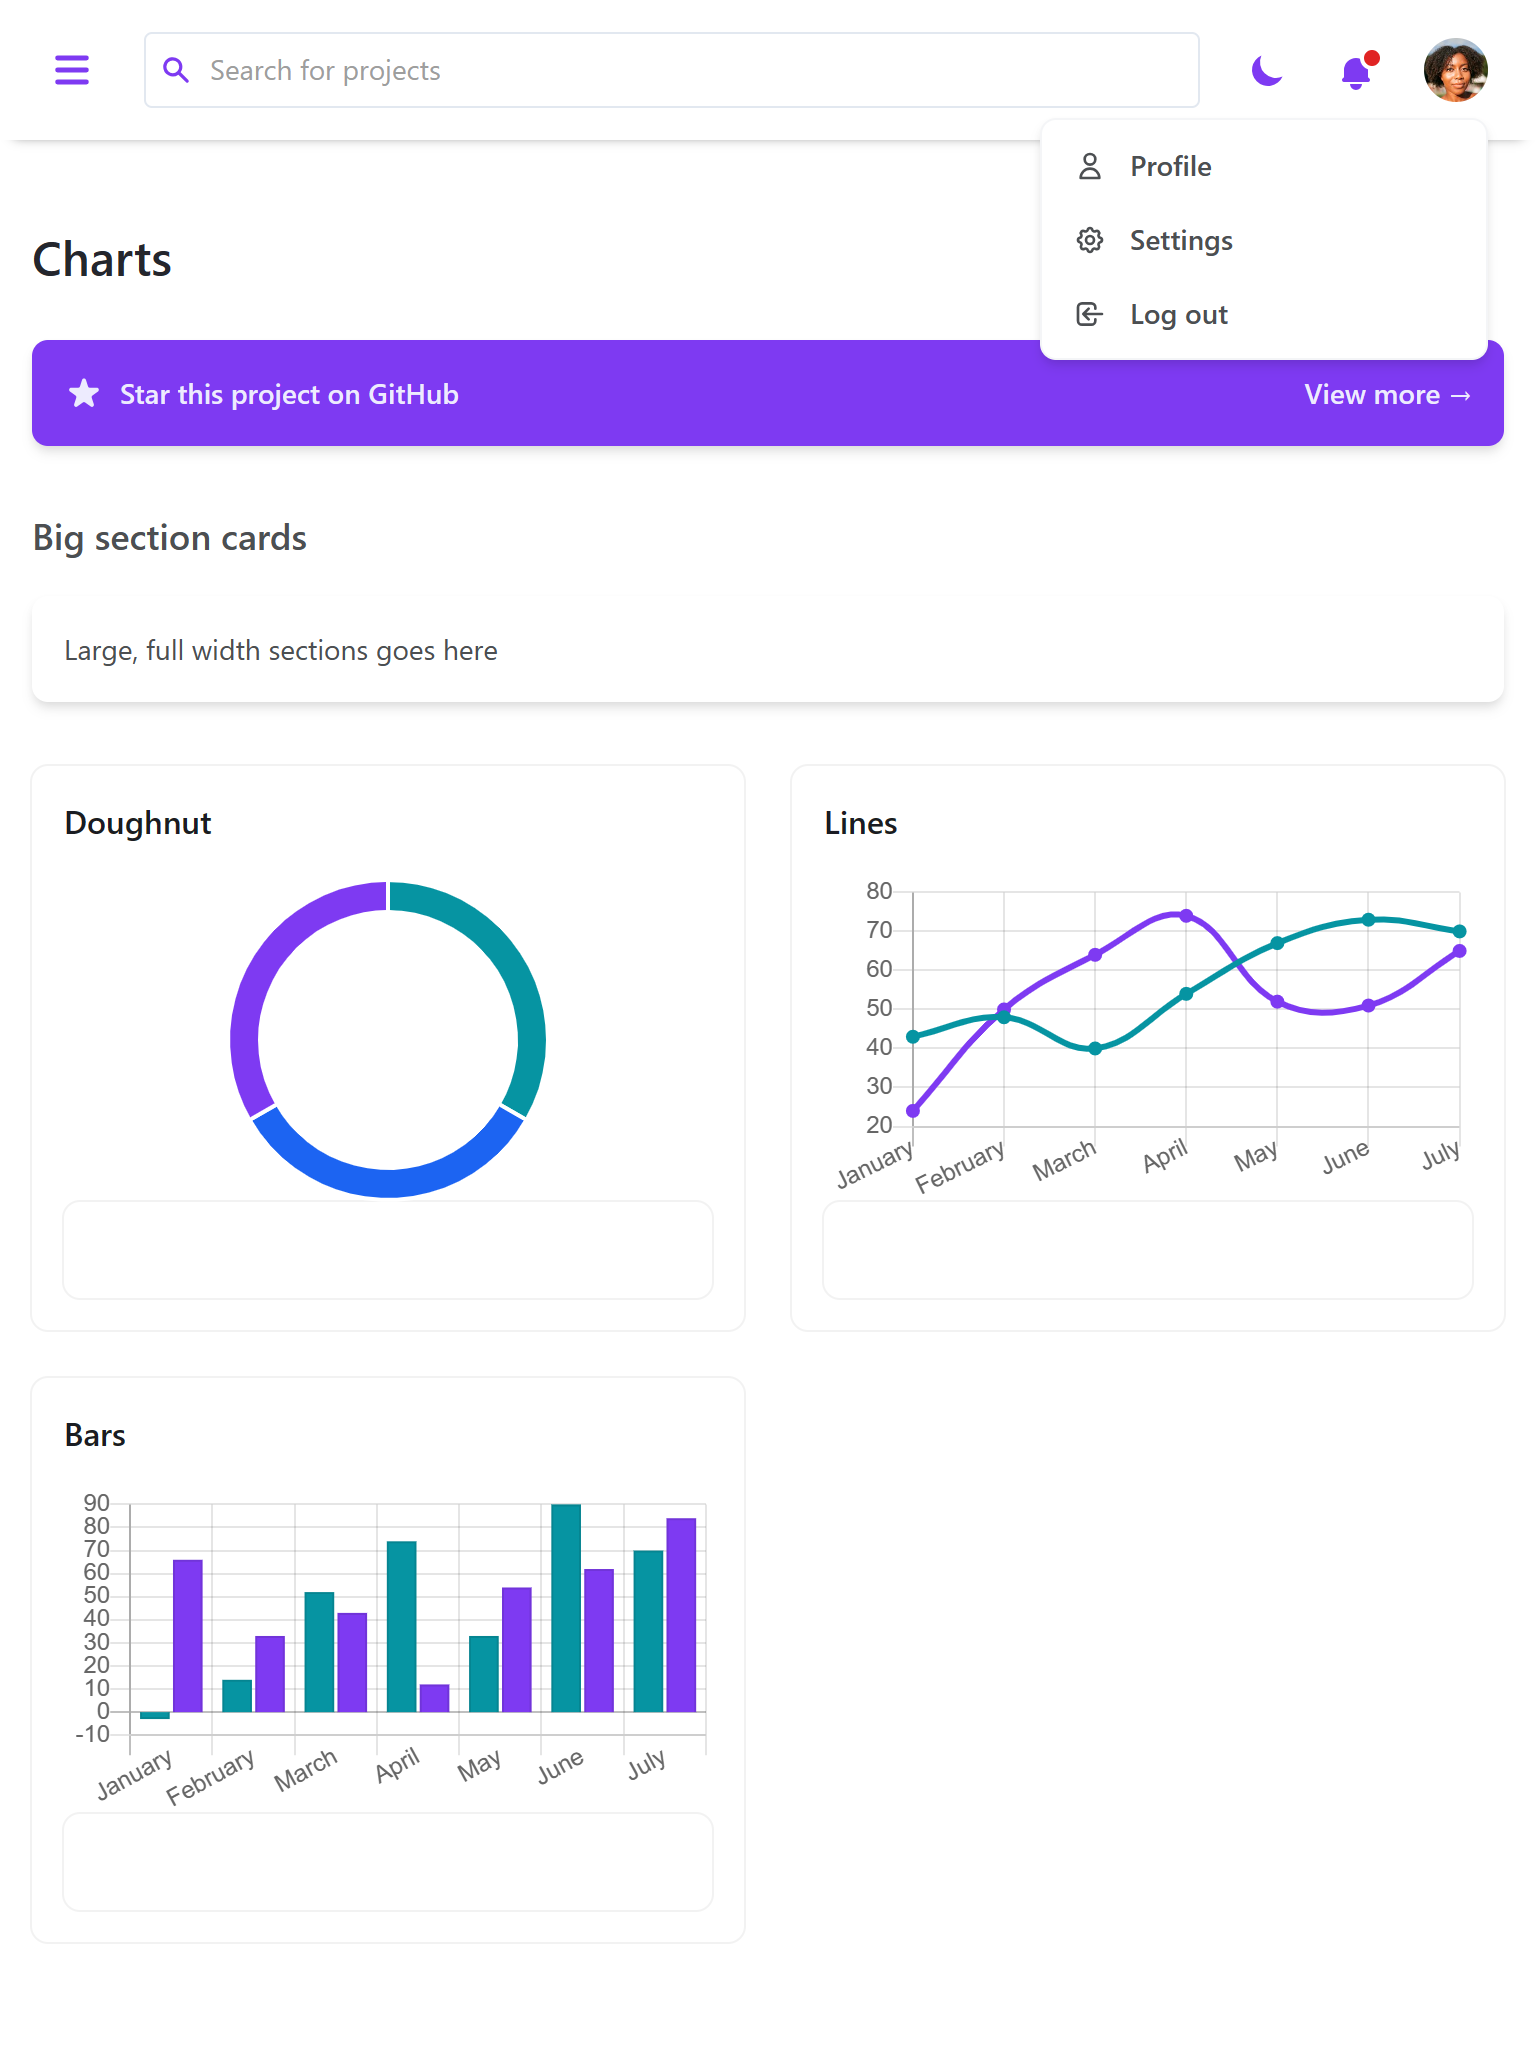 Search for projects
Profile
Settings
Log out
Charts
Star this project on GitHub
View more →
Big section cards
Large, full width sections goes here
Doughnut
Lines
80
70
60
50
40
30
20
January
February
March
April
May
June
July
Bars
90
80
70
60
50
40
30
20
10
0
-10
January
February
March
April
May
June
July